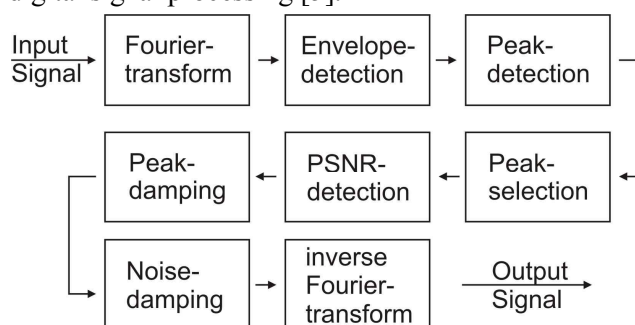 digital signal processing
Input
Signal
Fourier-
transform
Envelope-
detection
Peak-
detection
Peak-
damping
PSNR-
detection
Peak-
selection
Noise-
damping
inverse
Fourier-
transform
Output
Signal